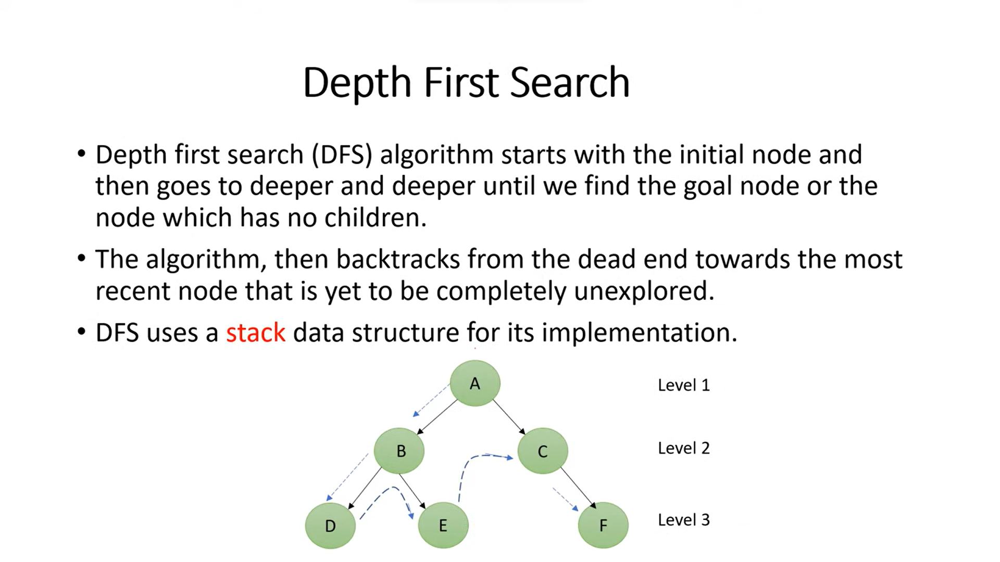 Depth First Search
• Depth first search (DFS) algorithm starts with the initial node and
then goes to deeper and deeper until we find the goal node or the
node which has no children.
• The algorithm, then backtracks from the dead end towards the most
recent node that is yet to be completely unexplored.
• DFS uses a stack data structure for its implementation.
A
Level 1
B
C
Level 2
D
E
F
Level 3